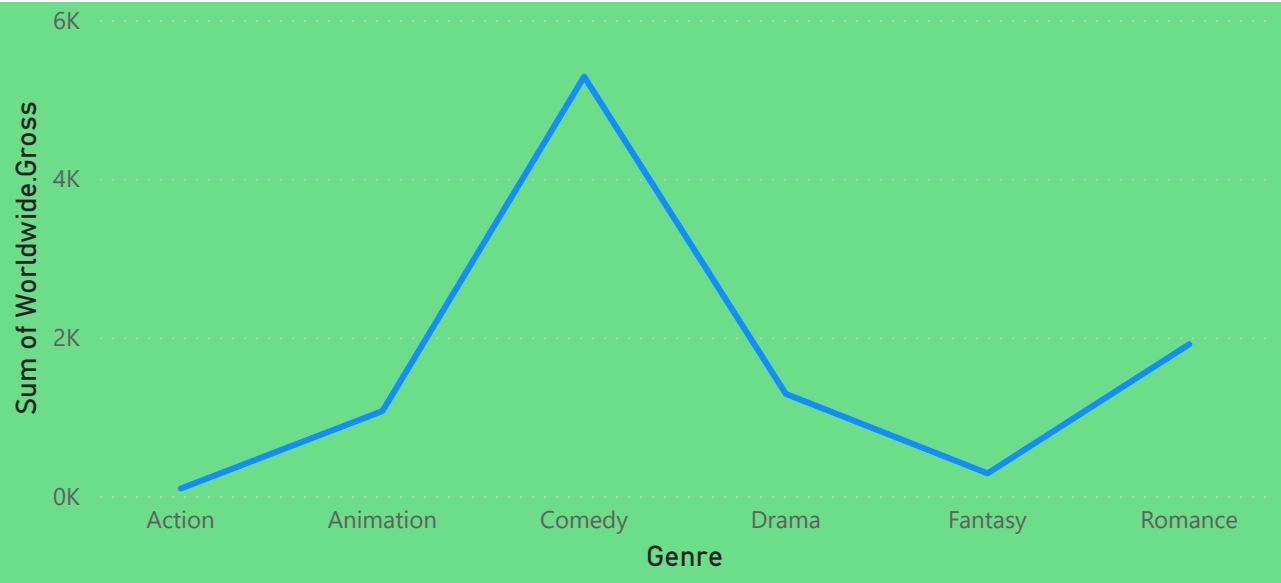 Sum of Worldwide.Gross
6K
4K
2K
0K
Action Animation Comedy Drama Fantasy Romance
Genre